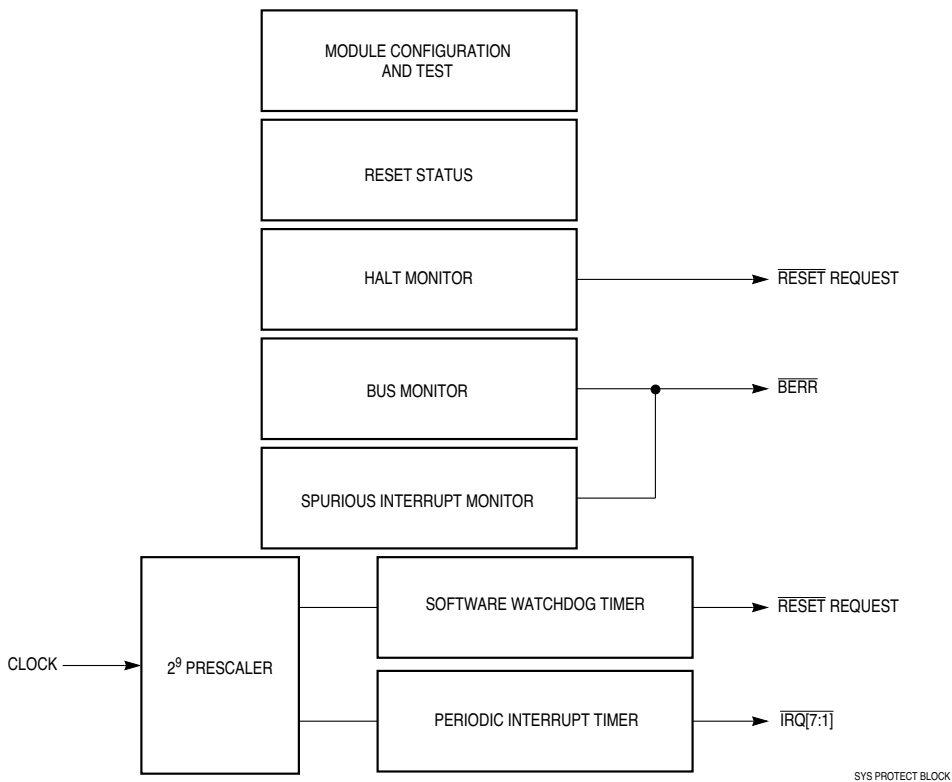 MODULE CONFIGURATION
AND TEST
RESET STATUS
HALT MONITOR
RESET REQUEST
BUS MONITOR
BERR
SPURIOUS INTERRUPT MONITOR
SOFTWARE WATCHDOG TIMER
RESET REQUEST
CLOCK
2⁹ PRESCALER
PERIODIC INTERRUPT TIMER
IRQ[7:1]
SYS PROTECT BLOCK